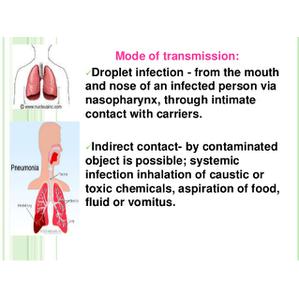 Mode of transmission:
✓Droplet infection - from the mouth
and nose of an infected person via
nasopharynx, through intimate
contact with carriers.
✓Indirect contact- by contaminated
object is possible; systemic
infection inhalation of caustic or
toxic chemicals, aspiration of food,
fluid or vomitus.
© www.nucleusinc.com
Pneumonia